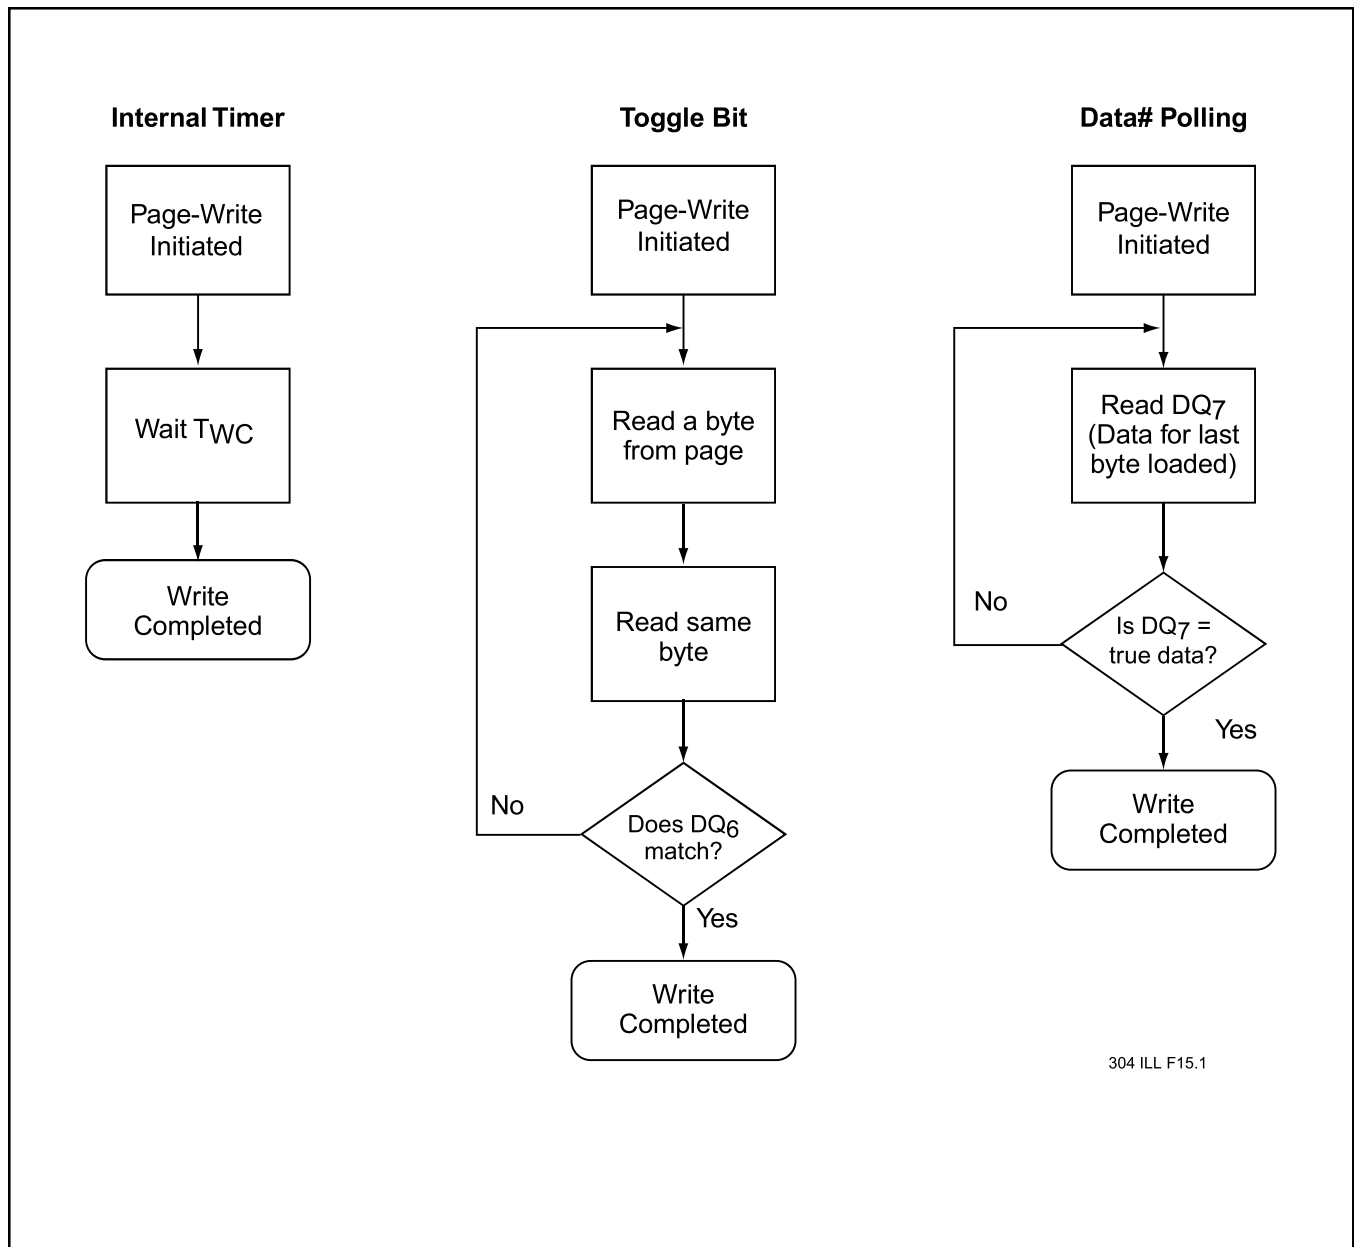 Internal Timer
Page-Write
Initiated
Wait TWC
Write
Completed
Toggle Bit
Page-Write
Initiated
Read a byte
from page
Read same
byte
No
Does DQ6
match?
Yes
Write
Completed
Data# Polling
Page-Write
Initiated
Read DQ7
(Data for last
byte loaded)
No
Is DQ7 =
true data?
Yes
Write
Completed
304 ILL F15.1